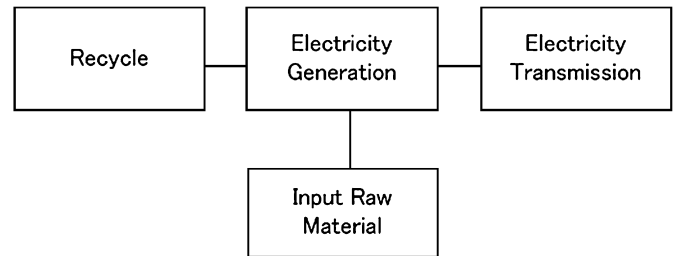 Recycle
Electricity
Generation
Electricity
Transmission
Input Raw
Material